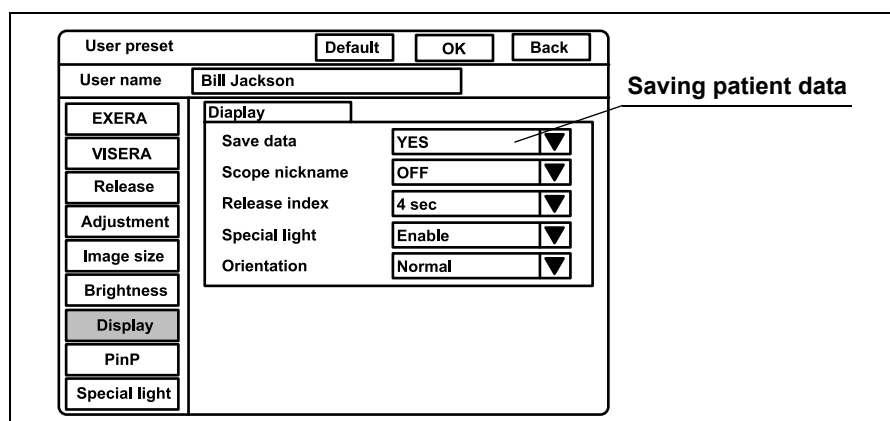 User preset Default OK Back
User name Bill Jackson
Saving patient data
EXERA
VISERA
Release
Adjustment
Image size
Brightness
Display
PinP
Special light
Diaplay
Save data YES
Scope nickname OFF
Release index 4 sec
Special light Enable
Orientation Normal